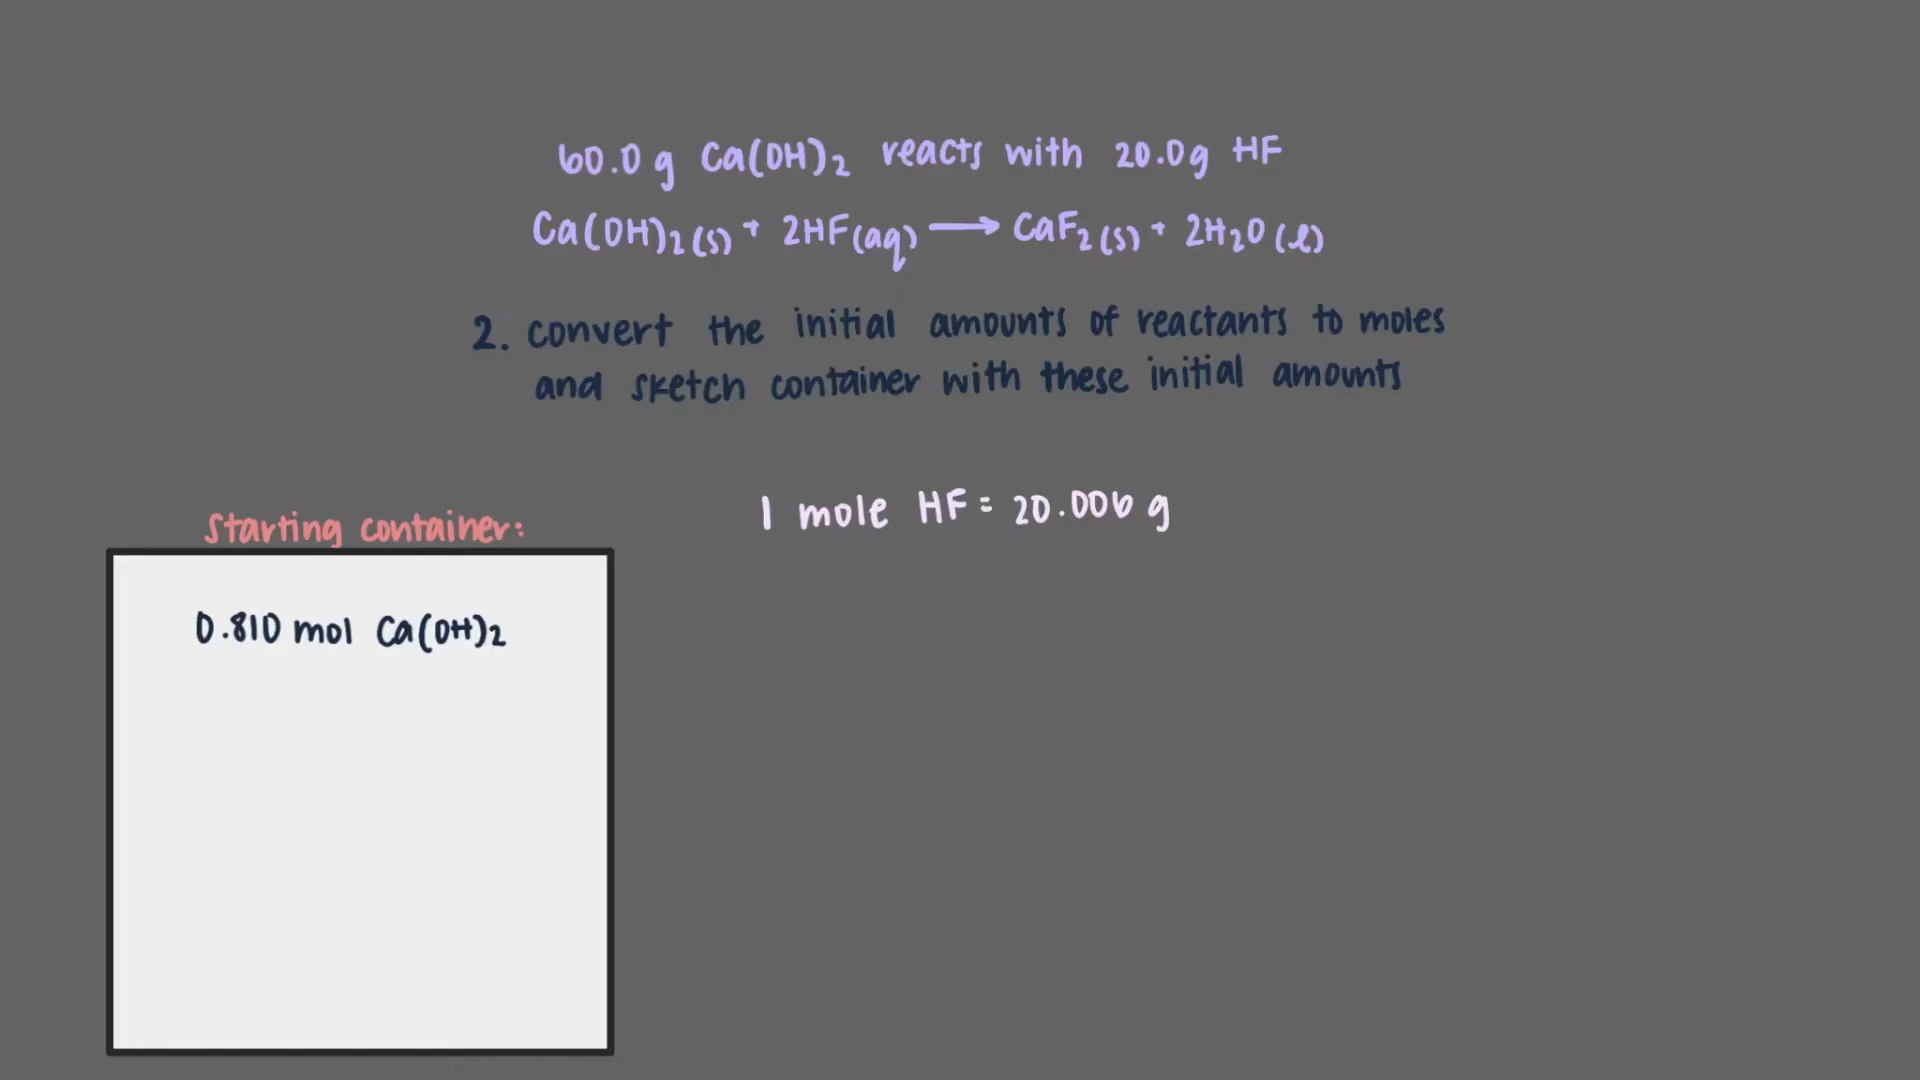 60.0 g Ca(OH)₂ reacts with 20.0g HF
Ca(OH)₂(s) + 2HF(aq) ⟶ CaF₂(s) + 2H₂O(l)
2. convert the initial amounts of reactants to moles
and sketch container with these initial amounts
1 mole HF = 20.006 g
Starting container:
0.810 mol Ca(OH)₂